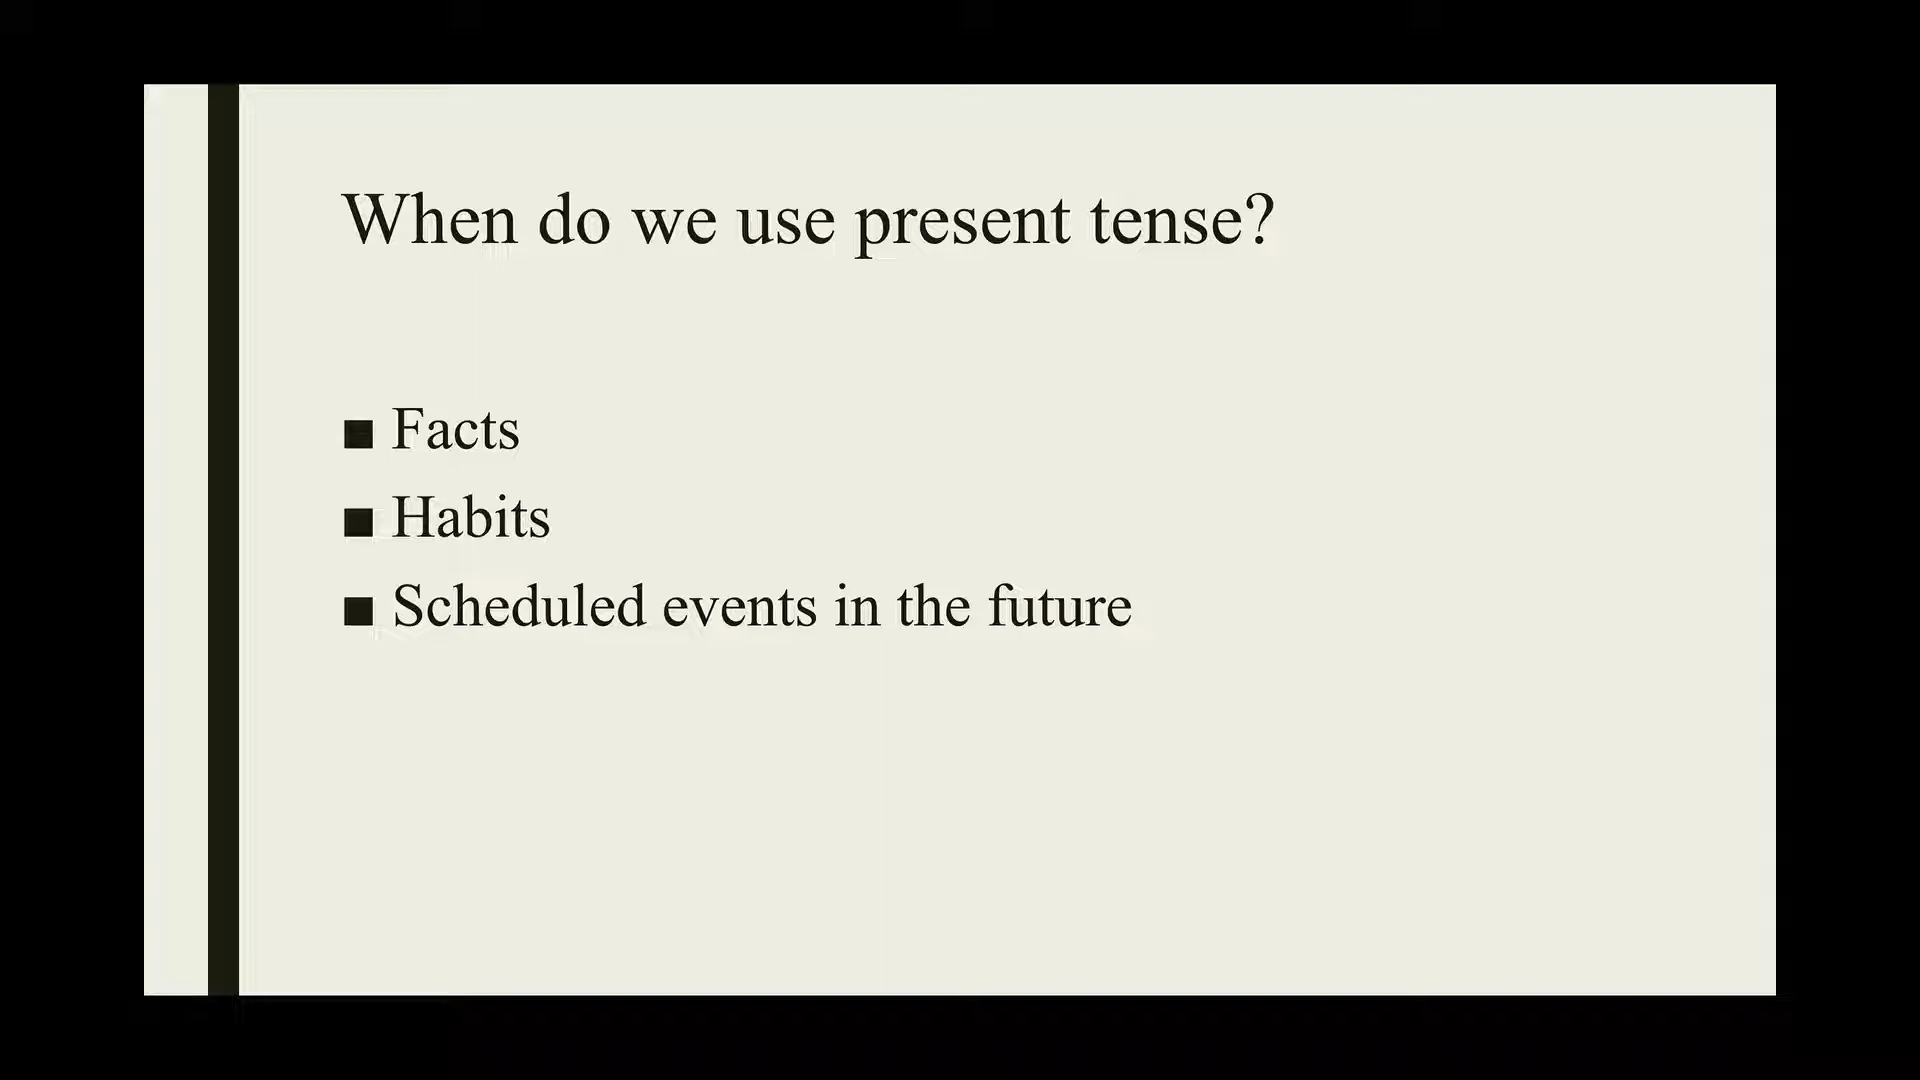 When do we use present tense?
■ Facts
■ Habits
■ Scheduled events in the future